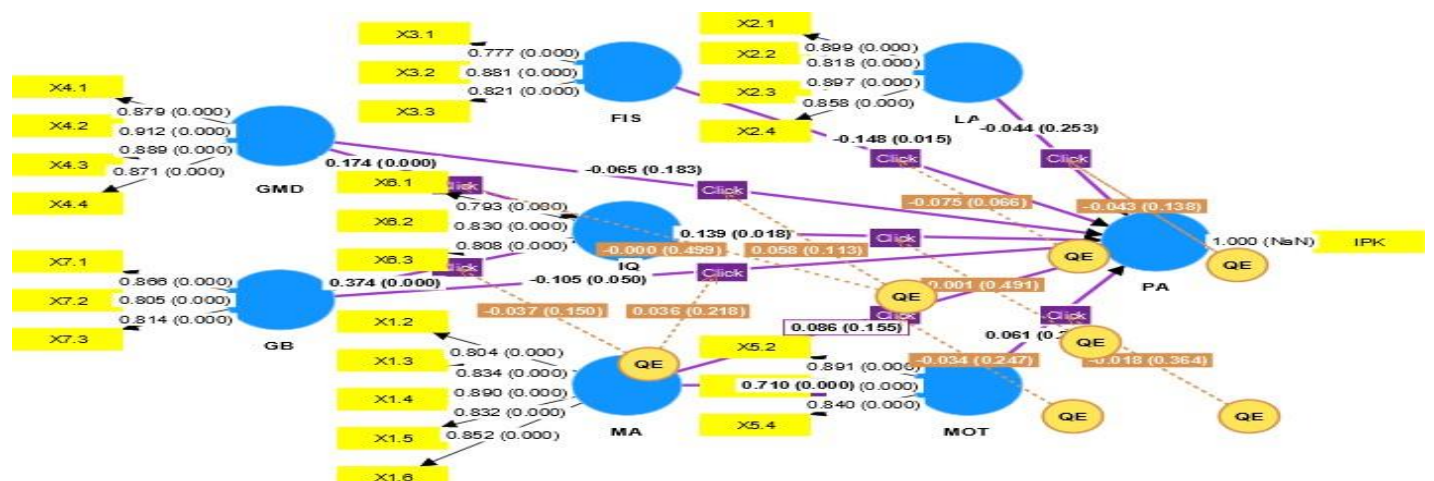 X3.1
X3.2
X3.3
0.777 (0.000)
0.881 (0.000)
0.821 (0.000)
FIS
X2.1
X2.2
X2.3
X2.4
0.899 (0.000)
0.818 (0.000)
0.897 (0.000)
0.858 (0.000)
LA
X4.1
X4.2
X4.3
X4.4
0.879 (0.000)
0.912 (0.000)
0.889 (0.000)
0.871 (0.000)
GMD
0.174 (0.000)
-0.065 (0.183)
-0.148 (0.015)
-0.044 (0.253)
Click
Click
Click
Click
-0.075 (0.066)
-0.043 (0.138)
X6.1
X6.2
X6.3
0.830 (0.000)
0.808 (0.000)
IQ
0.139 (0.018)
Click
-0.000 (0.499)
0.058 (0.113)
QE
PA
1.000 (NaN)
IPK
QE
X7.1
X7.2
X7.3
0.866 (0.000)
0.805 (0.000)
0.814 (0.000)
GB
0.374 (0.000)
Click
-0.105 (0.050)
Click
QE
0.001 (0.491)
-0.037 (0.150)
0.036 (0.218)
Click
Click
0.086 (0.155)
0.061
QE
QE
-0.034 (0.247)
-0.018 (0.364)
X1.2
X1.3
X1.4
X1.5
X1.6
0.804 (0.000)
0.834 (0.000)
0.890 (0.000)
0.832 (0.000)
0.852 (0.000)
MA
0.710 (0.000)
X5.2
X5.4
0.891 (0.000)
0.840 (0.000)
MOT
QE
QE